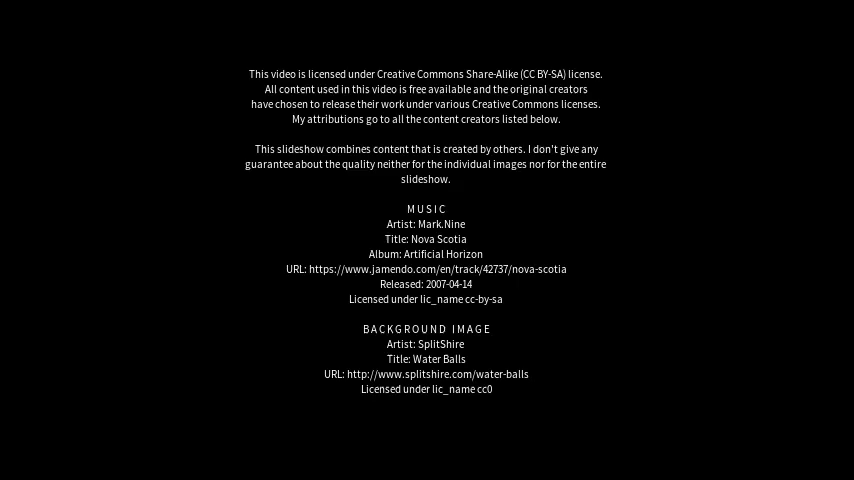 This video is licensed under Creative Commons Share-Alike (CC BY-SA) license.
All content used in this video is free available and the original creators
have chosen to release their work under various Creative Commons licenses.
My attributions go to all the content creators listed below.
This slideshow combines content that is created by others. I don't give any
guarantee about the quality neither for the individual images nor for the entire
slideshow.
MUSIC
Artist: Mark.Nine
Title: Nova Scotia
Album: Artificial Horizon
URL: https://www.jamendo.com/en/track/42737/nova-scotia
Released: 2007-04-14
Licensed under lic_name cc-by-sa
BACKGROUND IMAGE
Artist: SplitShire
Title: Water Balls
URL: http://www.splitshire.com/water-balls
Licensed under lic_name cc0